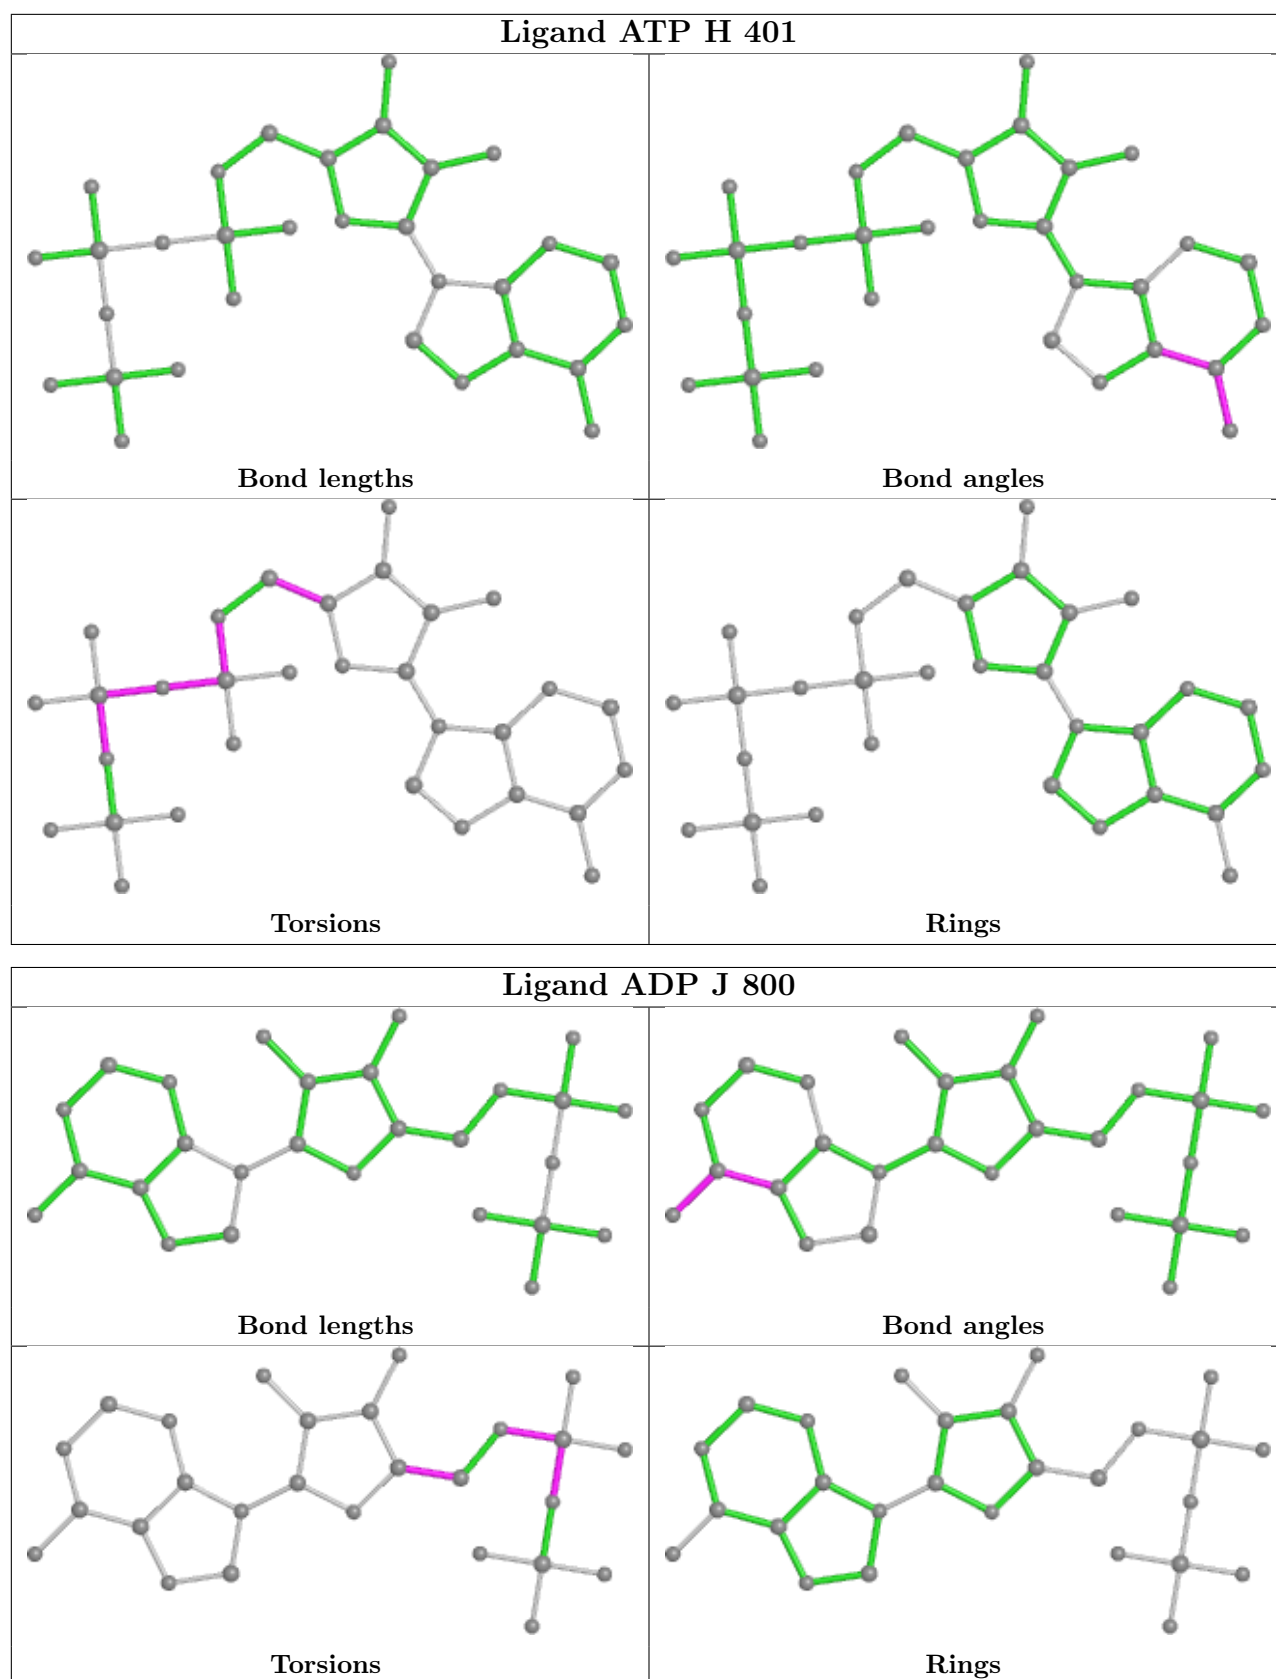 Ligand ATP H 401
Bond lengths
Bond angles
Torsions
Rings
Ligand ADP J 800
Bond lengths
Bond angles
Torsions
Rings